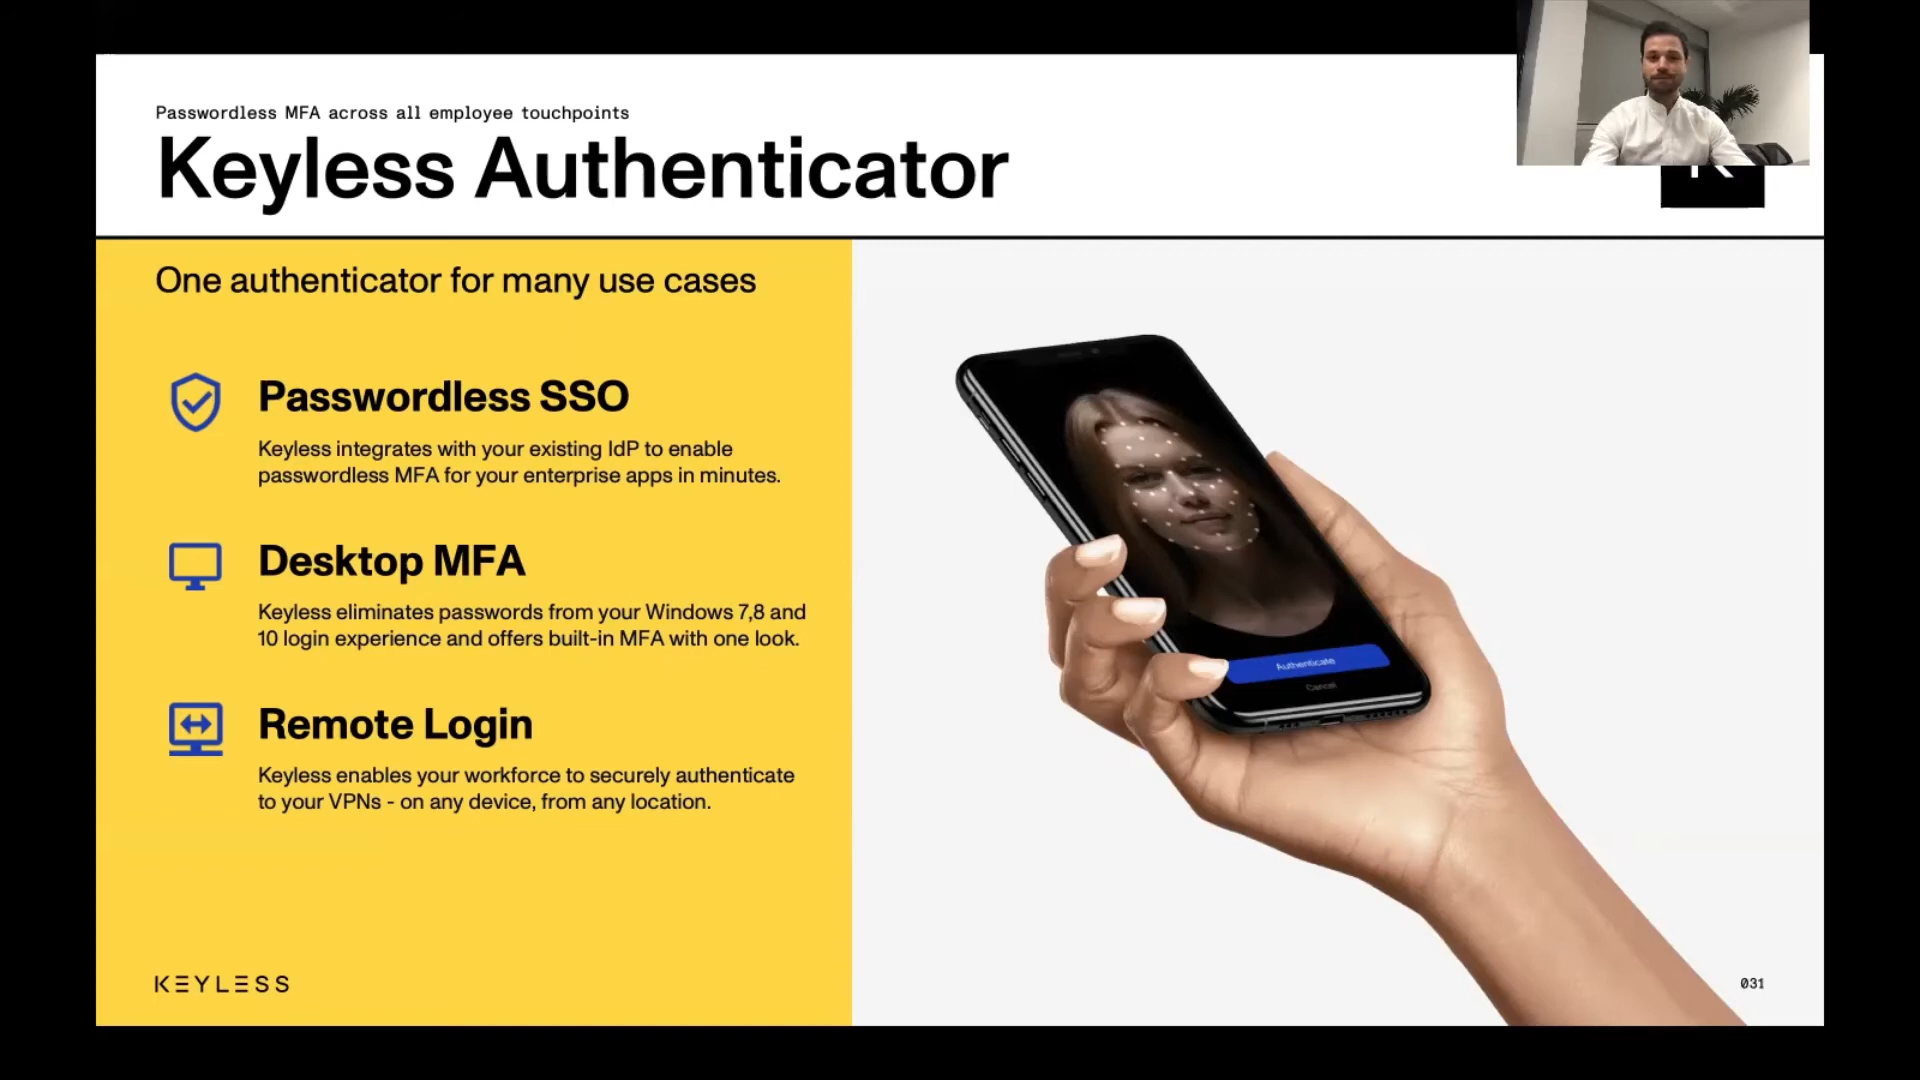 Passwordless MFA across all employee touchpoints
Keyless Authenticator
One authenticator for many use cases
Passwordless SSO
Keyless integrates with your existing IdP to enable
passwordless MFA for your enterprise apps in minutes.
Desktop MFA
Keyless eliminates passwords from your Windows 7,8 and
10 login experience and offers built-in MFA with one look.
Remote Login
Keyless enables your workforce to securely authenticate
to your VPNs - on any device, from any location.
Authenticate
Cancel
KEYLESS
031